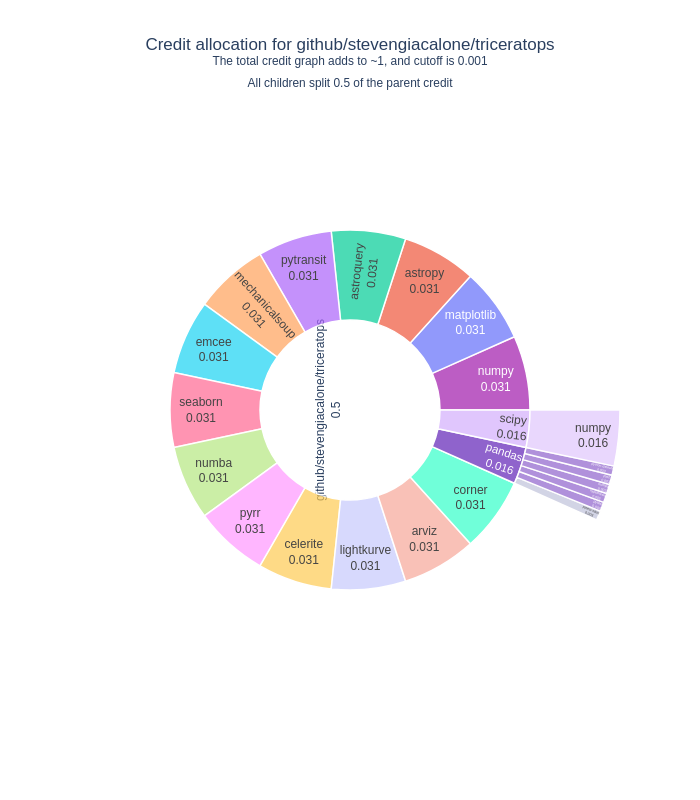 Credit allocation for github/stevengiacalone/triceratops
The total credit graph adds to ~1, and cutoff is 0.001
All children split 0.5 of the parent credit
github/stevengiacalone/triceratops
0.5
numpy
0.031
matplotlib
0.031
astropy
0.031
astroquery
0.031
pytransit
0.031
mechanicalsoup
0.031
emcee
0.031
seaborn
0.031
numba
0.031
pyrr
0.031
celerite
0.031
lightkurve
0.031
arviz
0.031
corner
0.031
pandas
0.016
scipy
0.016
numpy
0.016